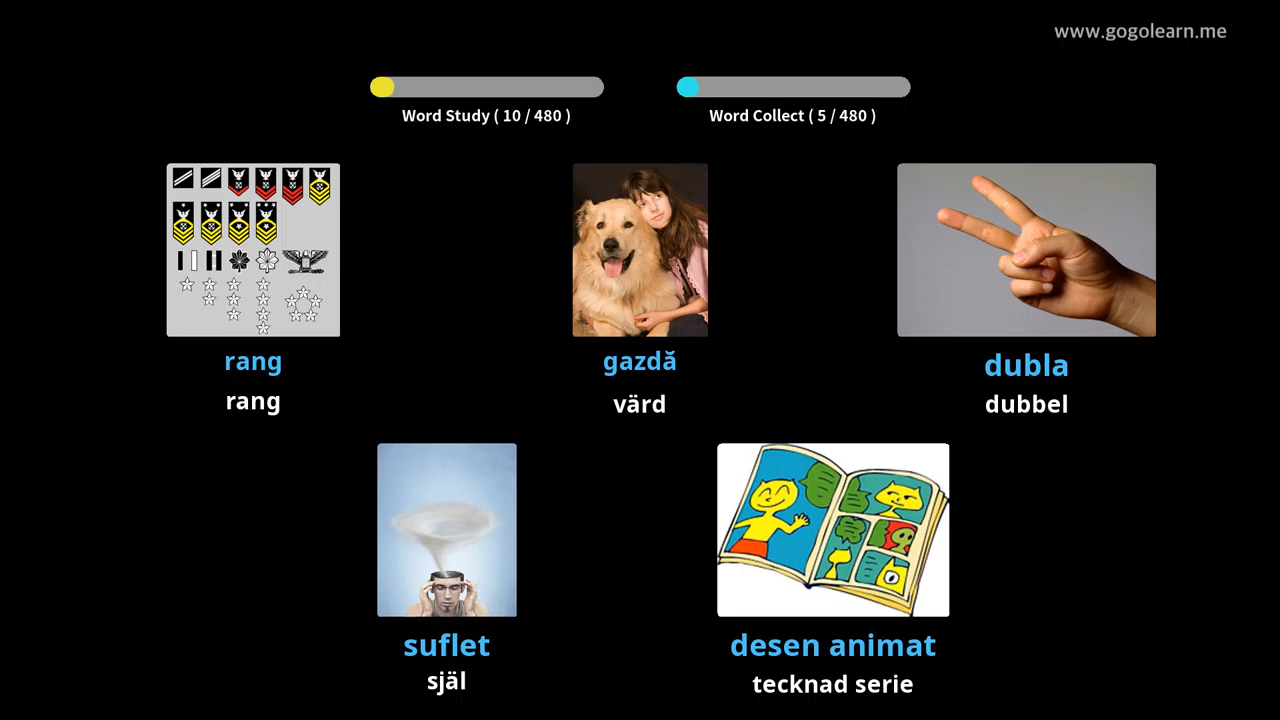 www.gogolearn.me
Word Study ( 10 / 480 )
Word Collect ( 5 / 480 )
rang
rang
gazdă
värd
dubla
dubbel
suflet
själ
desen animat
tecknad serie